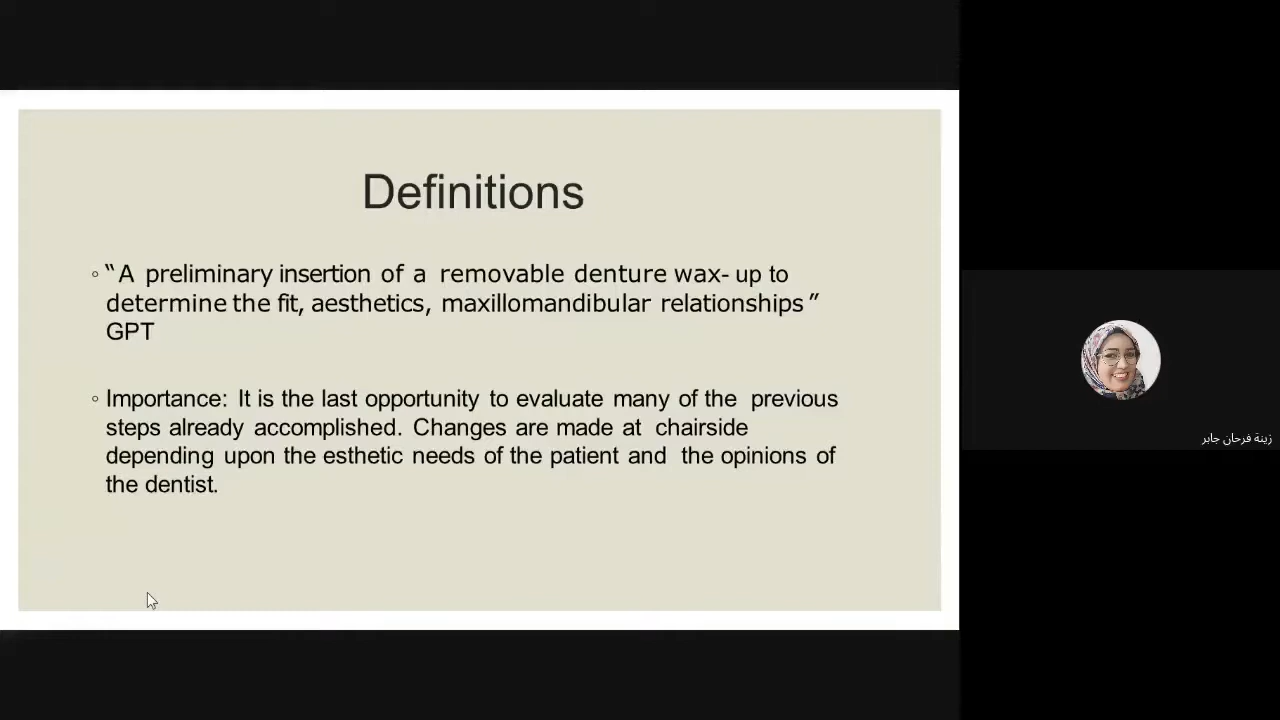 Definitions
◦ “A preliminary insertion of a removable denture wax- up to
determine the fit, aesthetics, maxillomandibular relationships ”
GPT
◦ Importance: It is the last opportunity to evaluate many of the previous
steps already accomplished. Changes are made at chairside
depending upon the esthetic needs of the patient and the opinions of
the dentist.
زينة فرحان جابر